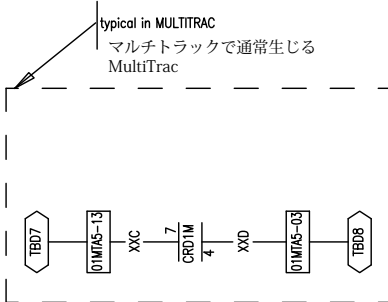 typical in MULTITRAC
マルチトラックで通常生じる
MultiTrac
TBD7
01MTA5-13
XXC
7
CRD1M
4
XXD
01MTA5-03
TBD8